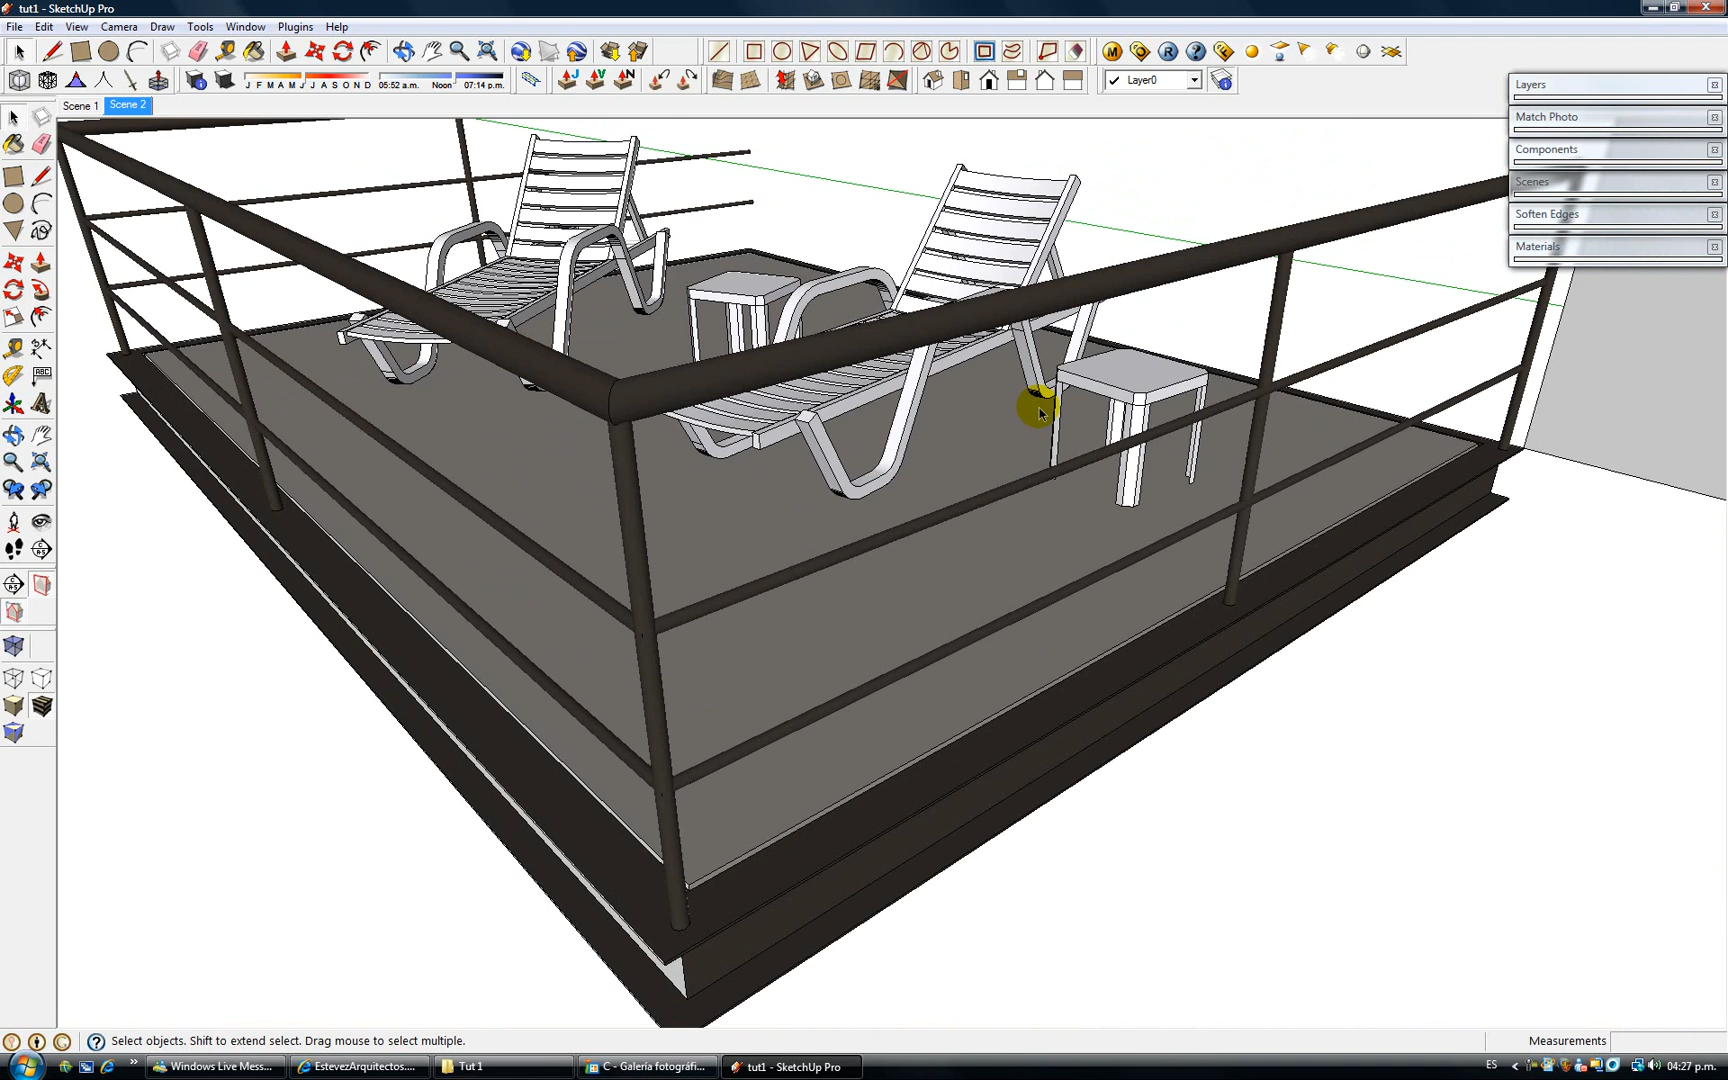 tut1 - SketchUp Pro
File Edit View Camera Draw Tools Window Plugins Help
M O R ?
J V N
J F M A M J J A S O N D 05:52 a.m. Noon 07:14 p.m. Layer0
Scene 1 Scene 2
Layers
Match Photo
Components
Scenes
Soften Edges
Materials
ABC
Select objects. Shift to extend select. Drag mouse to select multiple.
Measurements
Windows Live Mess...
EstevezArquitectos....
Tut 1
C - Galería fotográfi...
tut1 - SketchUp Pro
ES
04:27 p.m.